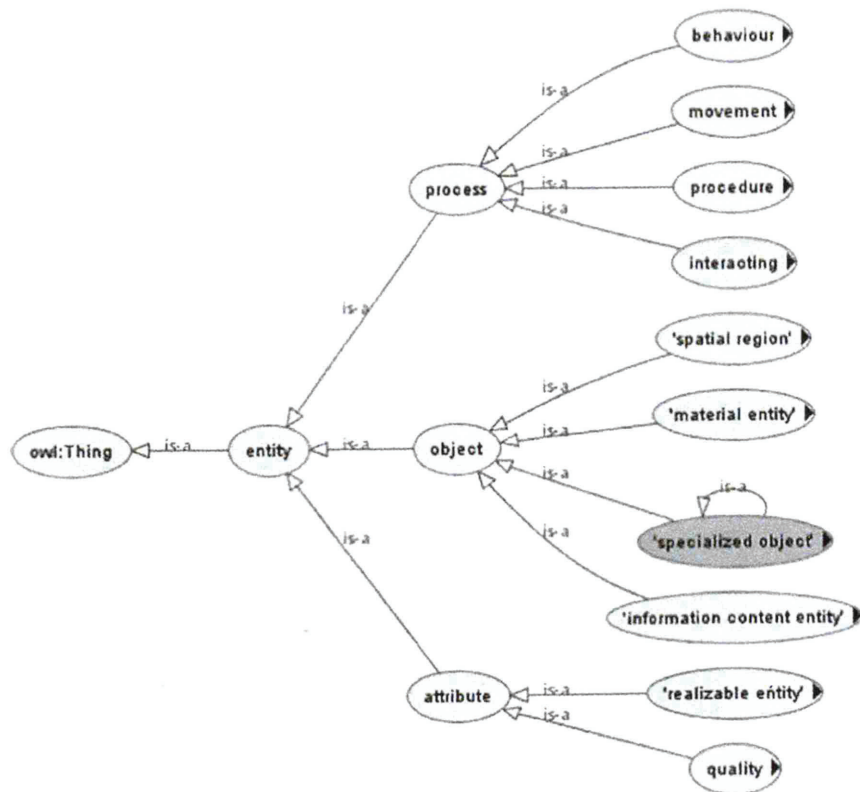 behaviour
is-a
movement
is-a
process
is-a
procedure
is-a
interacting
is-a
'spatial region'
is-a
'material entity'
owl:Thing
is-a
entity
is-a
object
is-a
is-a
is-a
'specialized object'
is-a
is-a
'information content entity'
attribute
is-a
'realizable entity'
is-a
quality